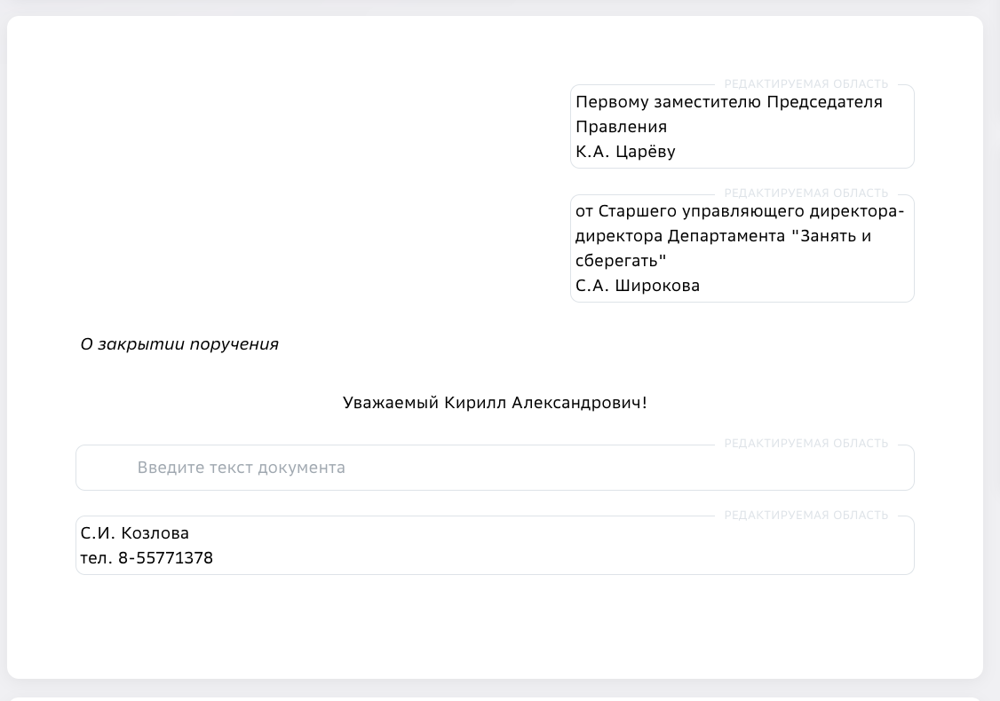 РЕДАКТИРУЕМАЯ ОБЛАСТЬ
Первому заместителю Председателя
Правления
К.А. Царёву
РЕДАКТИРУЕМАЯ ОБЛАСТЬ
от Старшего управляющего директора-
директора Департамента "Занять и
сберегать"
С.А. Широкова
О закрытии поручения
Уважаемый Кирилл Александрович!
РЕДАКТИРУЕМАЯ ОБЛАСТЬ
Введите текст документа
РЕДАКТИРУЕМАЯ ОБЛАСТЬ
С.И. Козлова
тел. 8-55771378